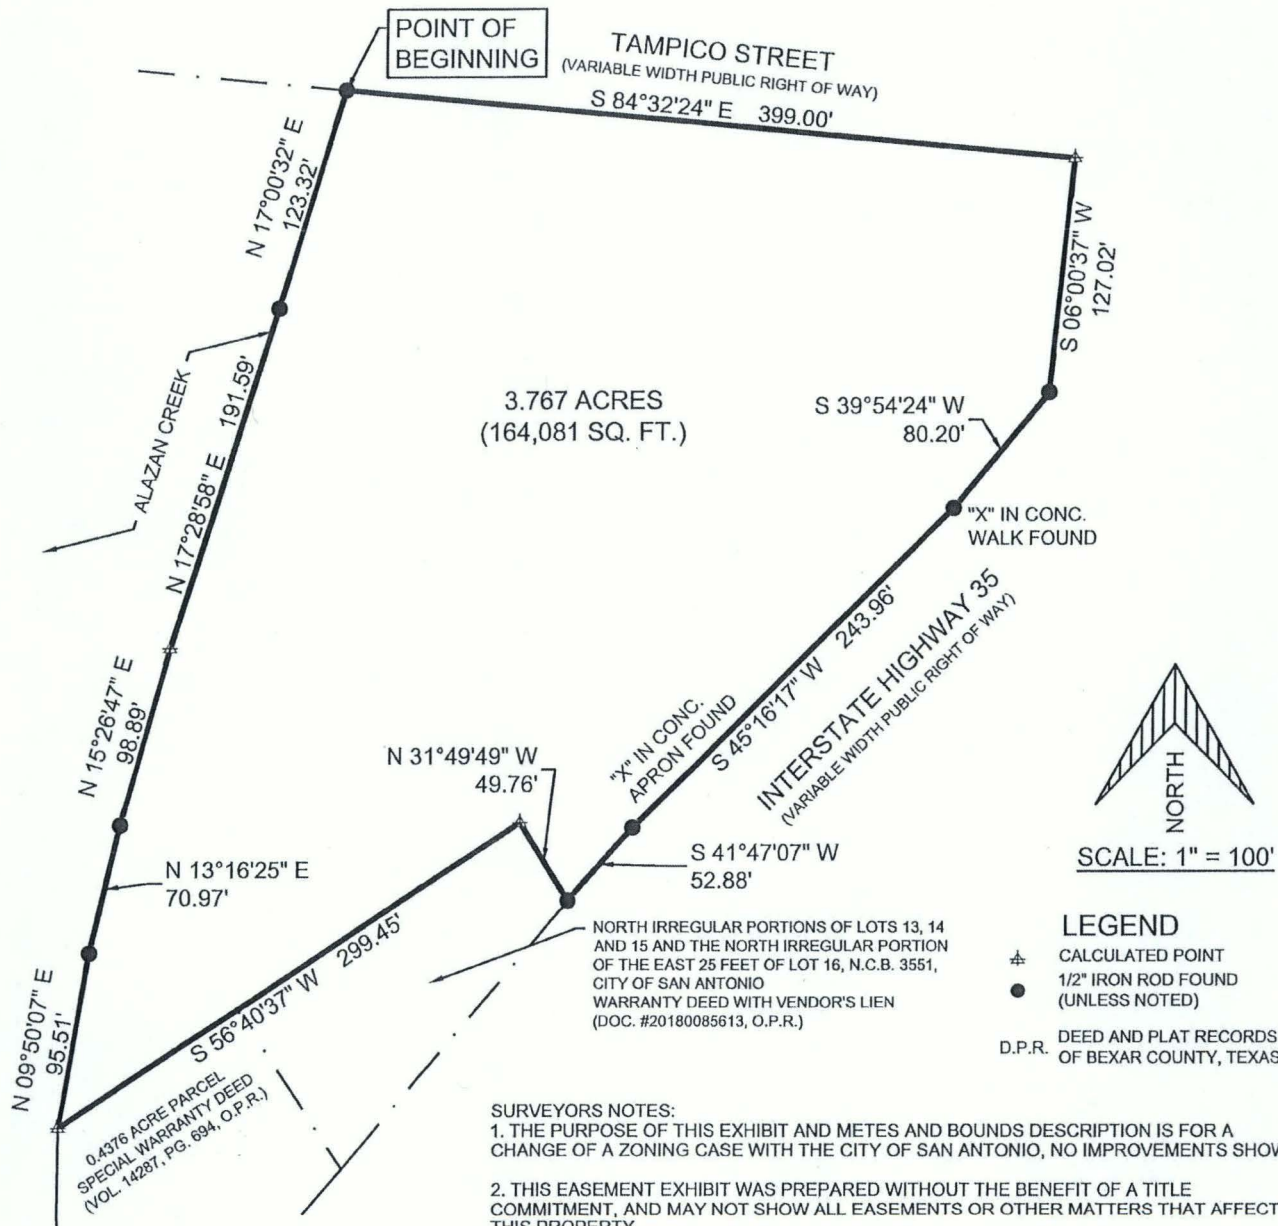 POINT OF
BEGINNING
TAMPICO STREET
(VARIABLE WIDTH PUBLIC RIGHT OF WAY)
S 84°32'24" E 399.00'
N 17°00'32" E
123.32'
S 06°00'37" W
127.02'
ALAZAN CREEK
N 17°28'58" E 191.59'
3.767 ACRES
(164,081 SQ. FT.)
S 39°54'24" W
80.20'
"X" IN CONC.
WALK FOUND
N 15°26'47" E
98.89'
N 31°49'49" W
49.76'
"X" IN CONC.
APRON FOUND
S 45°16'17" W 243.96'
INTERSTATE HIGHWAY 35
(VARIABLE WIDTH PUBLIC RIGHT OF WAY)
NORTH
SCALE: 1" = 100'
N 13°16'25" E
70.97'
S 41°47'07" W
52.88'
N 09°50'07" E
95.51'
S 56°40'37" W 299.45'
NORTH IRREGULAR PORTIONS OF LOTS 13, 14
AND 15 AND THE NORTH IRREGULAR PORTION
OF THE EAST 25 FEET OF LOT 16, N.C.B. 3551,
CITY OF SAN ANTONIO
WARRANTY DEED WITH VENDOR'S LIEN
(DOC. #20180085613, O.P.R.)
LEGEND
CALCULATED POINT
1/2" IRON ROD FOUND
(UNLESS NOTED)
D.P.R. DEED AND PLAT RECORDS
OF BEXAR COUNTY, TEXAS
0.4376 ACRE PARCEL
SPECIAL WARRANTY DEED
(VOL. 14287, PG. 694, O.P.R.)
SURVEYORS NOTES:
1. THE PURPOSE OF THIS EXHIBIT AND METES AND BOUNDS DESCRIPTION IS FOR A
CHANGE OF A ZONING CASE WITH THE CITY OF SAN ANTONIO, NO IMPROVEMENTS SHOW
2. THIS EASEMENT EXHIBIT WAS PREPARED WITHOUT THE BENEFIT OF A TITLE
COMMITMENT, AND MAY NOT SHOW ALL EASEMENTS OR OTHER MATTERS THAT AFFECT
THIS PROPERTY